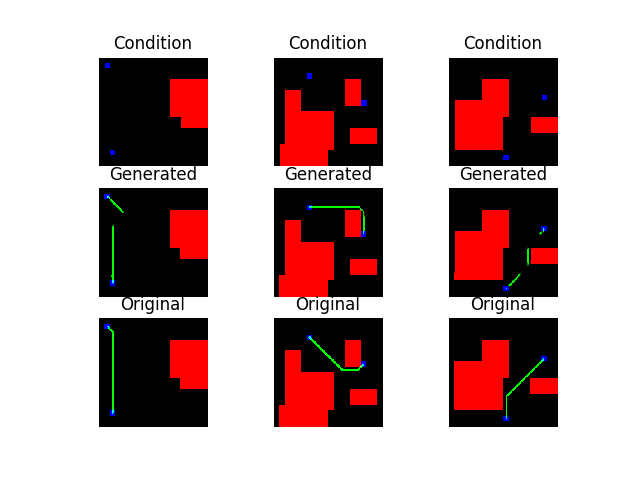 Condition Condition Condition
Generated Generated Generated
Original Original Original